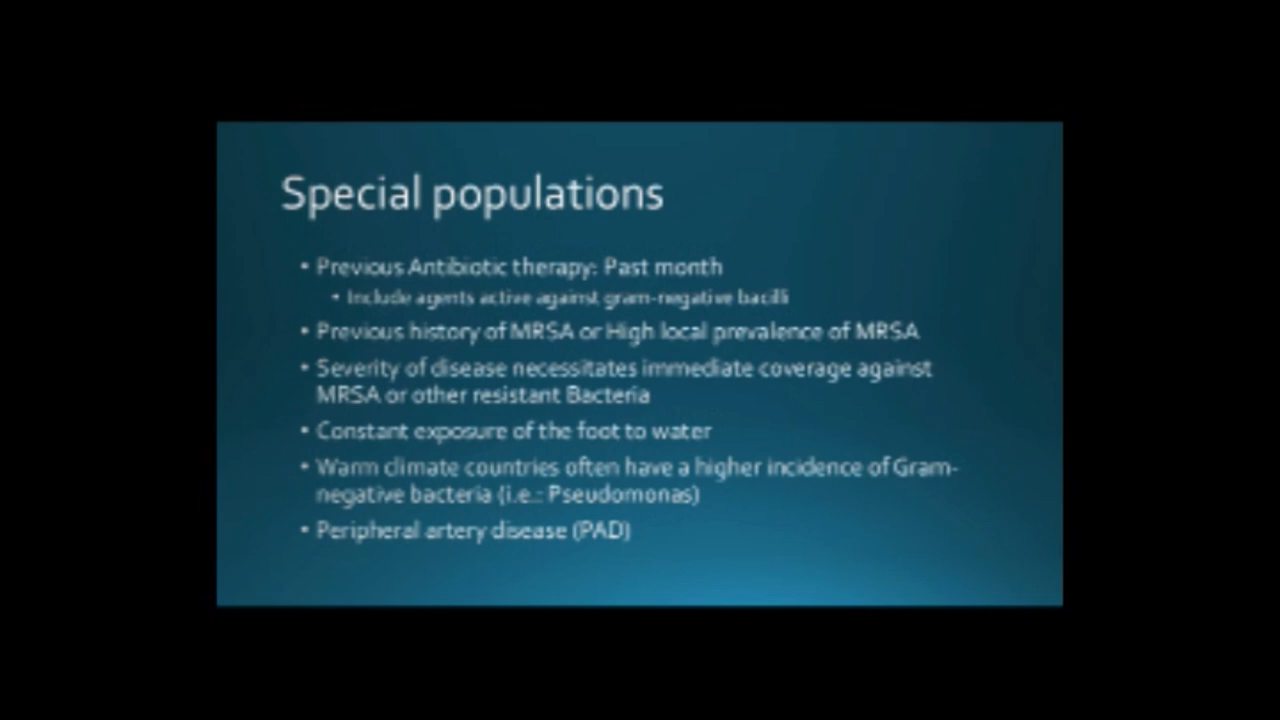 Special populations
• Previous Antibiotic therapy: Past month
• Include agents active against gram-negative bacilli
• Previous history of MRSA or High local prevalence of MRSA
• Severity of disease necessitates immediate coverage against
MRSA or other resistant Bacteria
• Constant exposure of the foot to water
• Warm climate countries often have a higher incidence of Gram-
negative bacteria (i.e.: Pseudomonas)
• Peripheral artery disease (PAD)